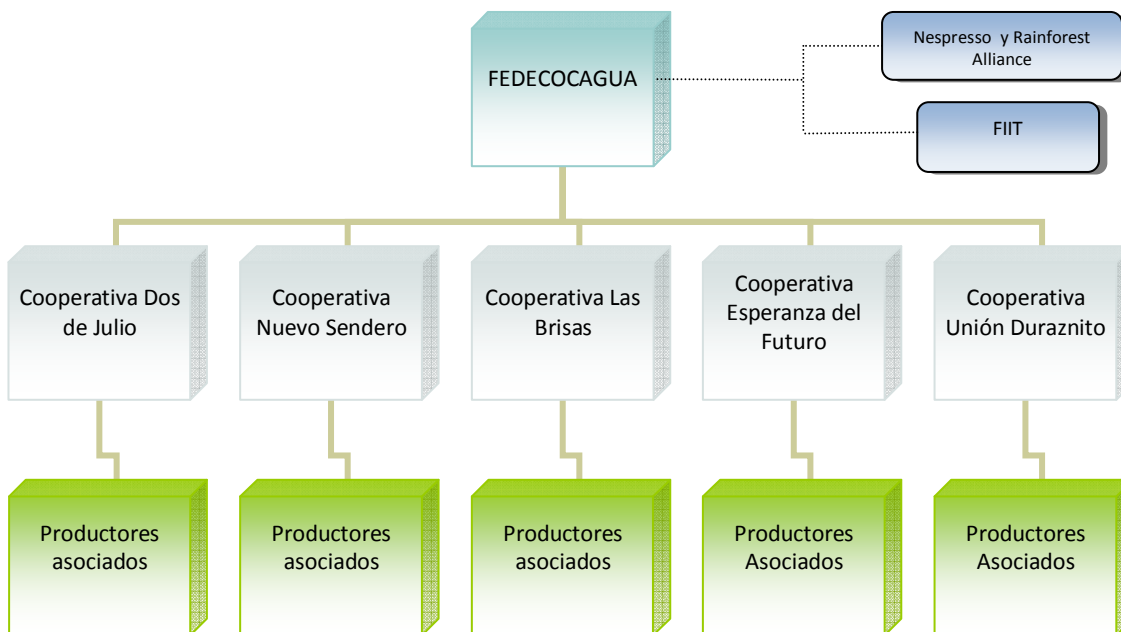 Nespresso y Rainforest
Alliance
FEDECOCAGUA
FIIT
Cooperativa Dos
de Julio
Cooperativa
Nuevo Sendero
Cooperativa Las
Brisas
Cooperativa
Esperanza del
Futuro
Cooperativa
Unión Duraznito
Productores
asociados
Productores
asociados
Productores
asociados
Productores
Asociados
Productores
Asociados